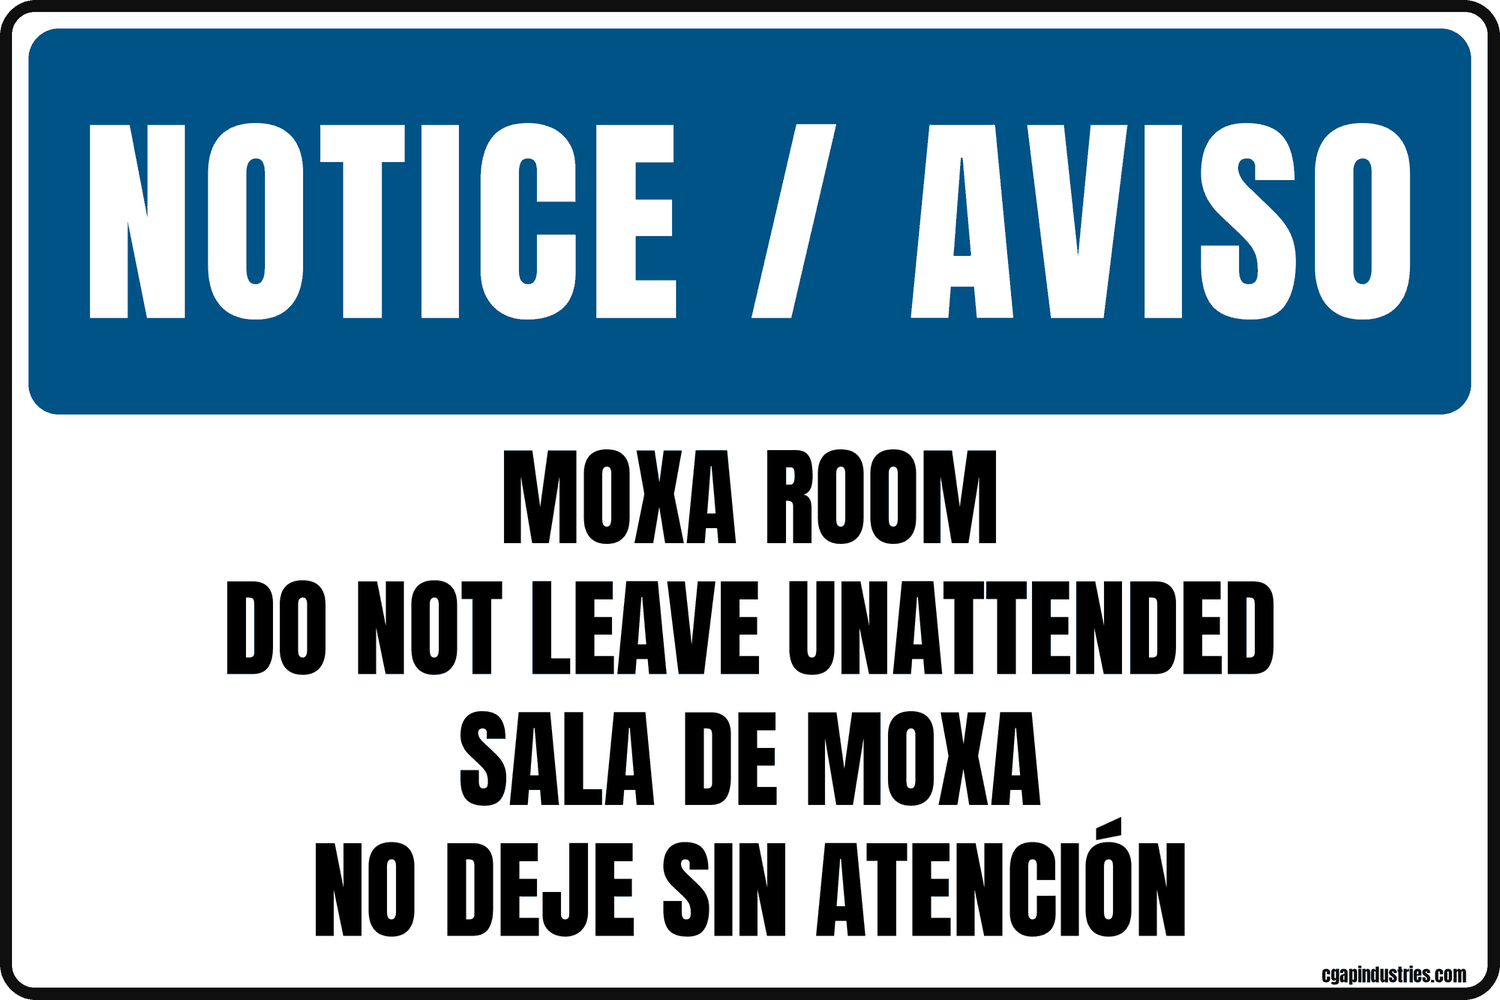 NOTICE / AVISO
MOXA ROOM
DO NOT LEAVE UNATTENDED
SALA DE MOXA
NO DEJE SIN ATENCIÓN
cgapindustries.com